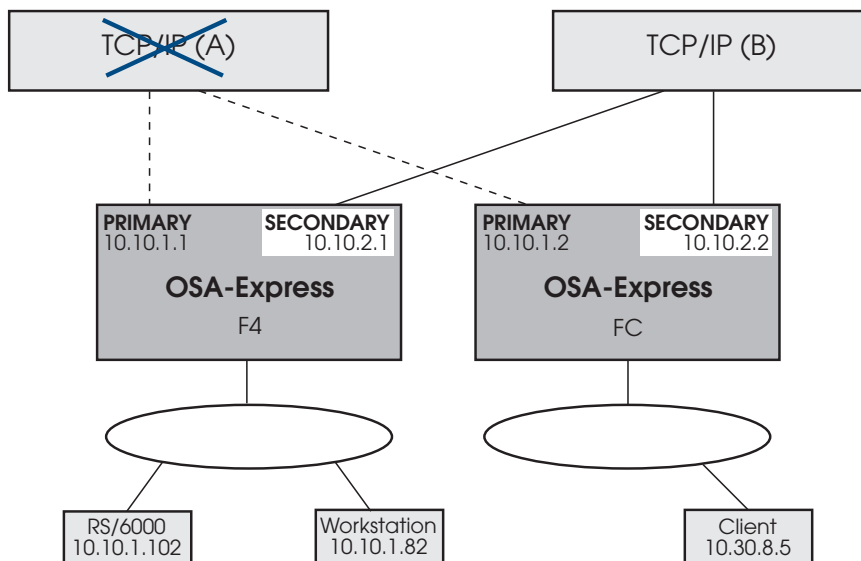 TCP/IP (A)
TCP/IP (B)
PRIMARY
10.10.1.1
SECONDARY
10.10.2.1
OSA-Express
F4
PRIMARY
10.10.1.2
SECONDARY
10.10.2.2
OSA-Express
FC
RS/6000
10.10.1.102
Workstation
10.10.1.82
Client
10.30.8.5